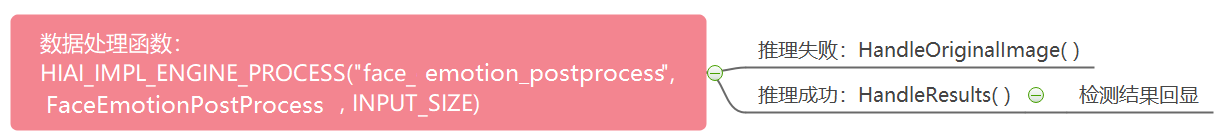 数据处理函数：
HIAI_IMPL_ENGINE_PROCESS("face_ emotion_postprocess",
FaceEmotionPostProcess , INPUT_SIZE)
推理失败：HandleOriginalImage( )
推理成功：HandleResults( ) 检测结果回显